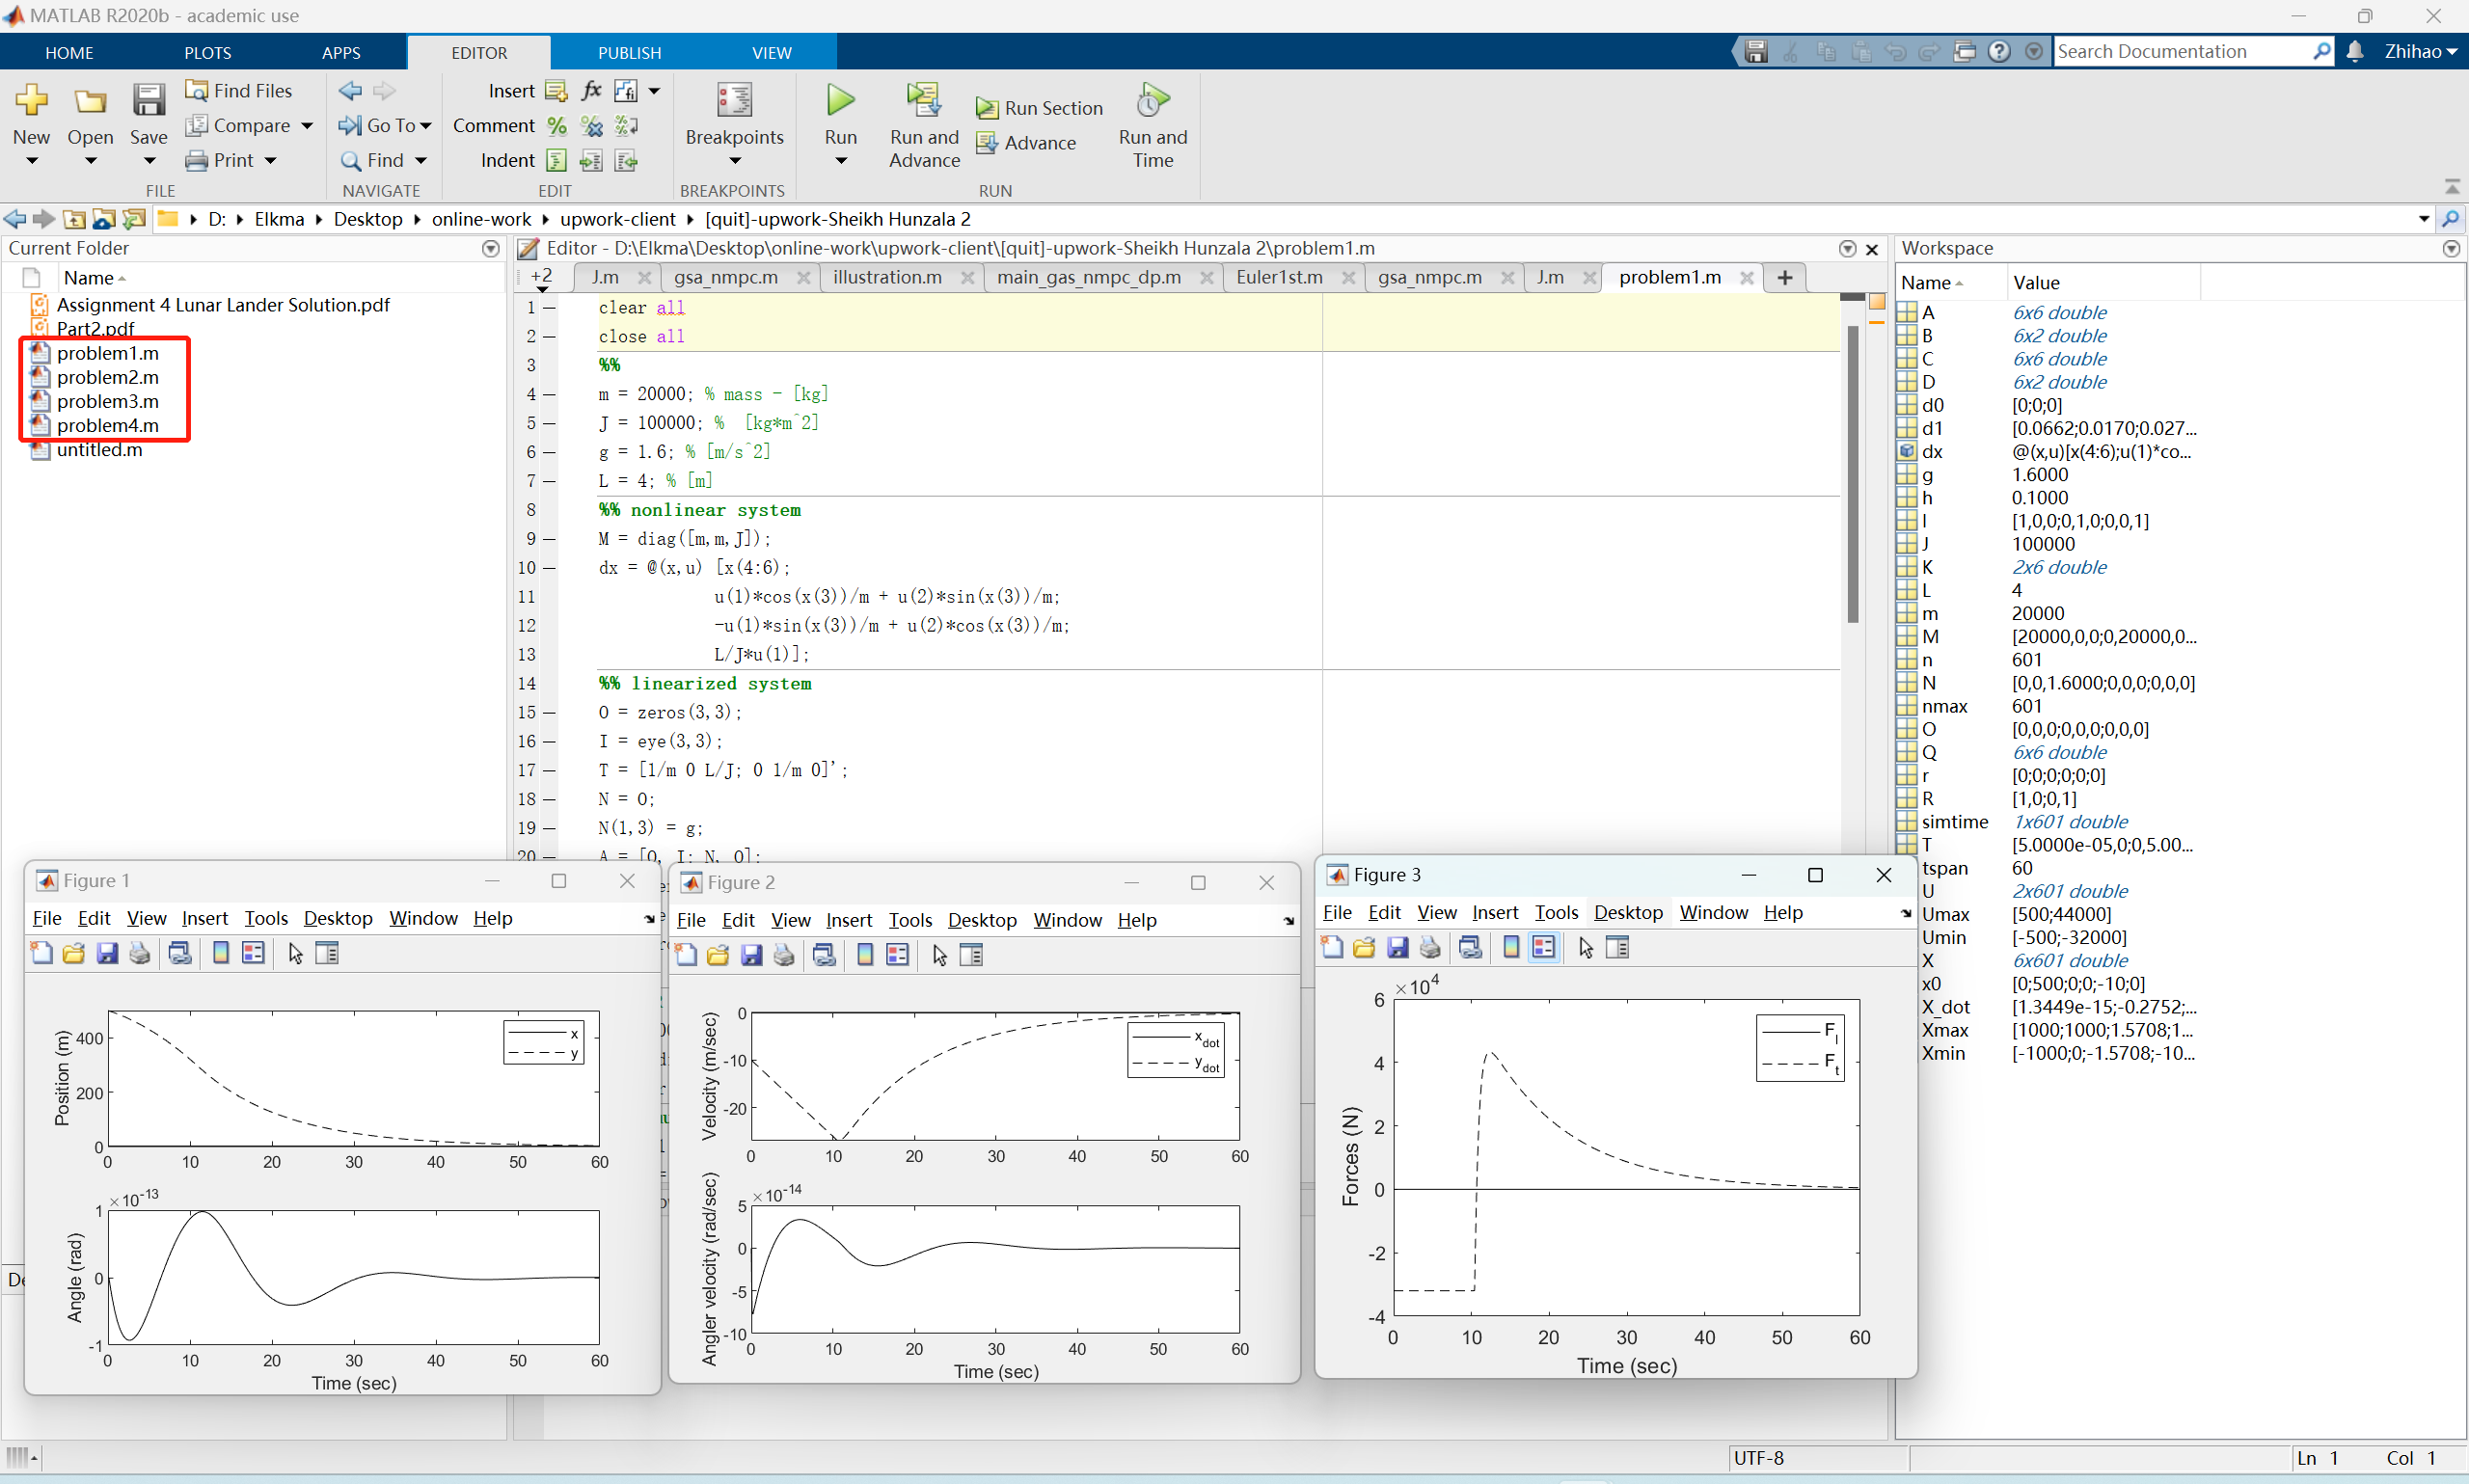 MATLAB R2020b - academic use
HOME PLOTS APPS EDITOR PUBLISH VIEW
Search Documentation Zhihao
New Open Save
Find Files
Compare
Print
FILE
Go To
Find
NAVIGATE
Insert fx fi
Comment
Indent
EDIT
Breakpoints
BREAKPOINTS
Run
Run and Advance
Run Section
Advance
Run and Time
RUN
D: Elkma Desktop online-work upwork-client [quit]-upwork-Sheikh Hunzala 2
Current Folder
Name
Assignment 4 Lunar Lander Solution.pdf
Part2.pdf
problem1.m
problem2.m
problem3.m
problem4.m
untitled.m
Editor - D:\Elkma\Desktop\online-work\upwork-client\[quit]-upwork-Sheikh Hunzala 2\problem1.m
+2 J.m gsa_nmpc.m illustration.m main_gas_nmpc_dp.m Euler1st.m gsa_nmpc.m J.m problem1.m +
1 — clear all
2 — close all
3 %%
4 — m = 20000; % mass - [kg]
5 — J = 100000; % [kg*m^2]
6 — g = 1.6; % [m/s^2]
7 — L = 4; % [m]
8 %% nonlinear system
9 — M = diag([m,m,J]);
10 — dx = @(x,u) [x(4:6);
11 u(1)*cos(x(3))/m + u(2)*sin(x(3))/m;
12 -u(1)*sin(x(3))/m + u(2)*cos(x(3))/m;
13 L/J*u(1)];
14 %% linearized system
15 — O = zeros(3,3);
16 — I = eye(3,3);
17 — T = [1/m 0 L/J; 0 1/m 0]';
18 — N = O;
19 — N(1,3) = g;
20 — A = [O, I; N, O];
Workspace
Name Value
A 6x6 double
B 6x2 double
C 6x6 double
D 6x2 double
d0 [0;0;0]
d1 [0.0662;0.0170;0.027...
dx @(x,u)[x(4:6);u(1)*co...
g 1.6000
h 0.1000
I [1,0,0;0,1,0;0,0,1]
J 100000
K 2x6 double
L 4
m 20000
M [20000,0,0;0,20000,0...
n 601
N [0,0,1.6000;0,0,0;0,0,0]
nmax 601
O [0,0,0;0,0,0;0,0,0]
Q 6x6 double
r [0;0;0;0;0;0]
R [1,0;0,1]
simtime 1x601 double
T [5.0000e-05,0;0,5.00...
tspan 60
U 2x601 double
Umax [500;44000]
Umin [-500;-32000]
X 6x601 double
x0 [0;500;0;0;-10;0]
X_dot [1.3449e-15;-0.2752;...
Xmax [1000;1000;1.5708;1...
Xmin [-1000;0;-1.5708;-10...
Figure 1
File Edit View Insert Tools Desktop Window Help
Position (m)
400
200
0
0 10 20 30 40 50 60
x
y
×10-13
Angle (rad)
1
0
-1
0 10 20 30 40 50 60
Time (sec)
Figure 2
File Edit View Insert Tools Desktop Window Help
Velocity (m/sec)
0
-10
-20
0 10 20 30 40 50 60
xdot
ydot
×10-14
Angler velocity (rad/sec)
5
0
-5
-10
0 10 20 30 40 50 60
Time (sec)
Figure 3
File Edit View Insert Tools Desktop Window Help
×104
Forces (N)
6
4
2
0
-2
-4
0 10 20 30 40 50 60
Fl
Ft
Time (sec)
De
UTF-8 Ln 1 Col 1